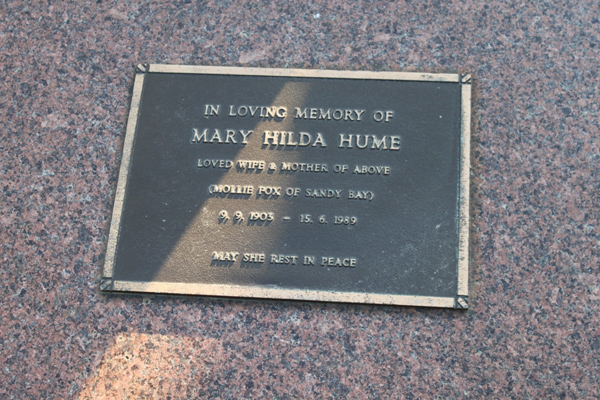 IN LOVING MEMORY OF
MARY HILDA HUME
LOVED WIFE & MOTHER OF ABOVE
(MOLLIE FOX OF SANDY BAY)
9. 9. 1903 – 15. 6. 1989
MAY SHE REST IN PEACE